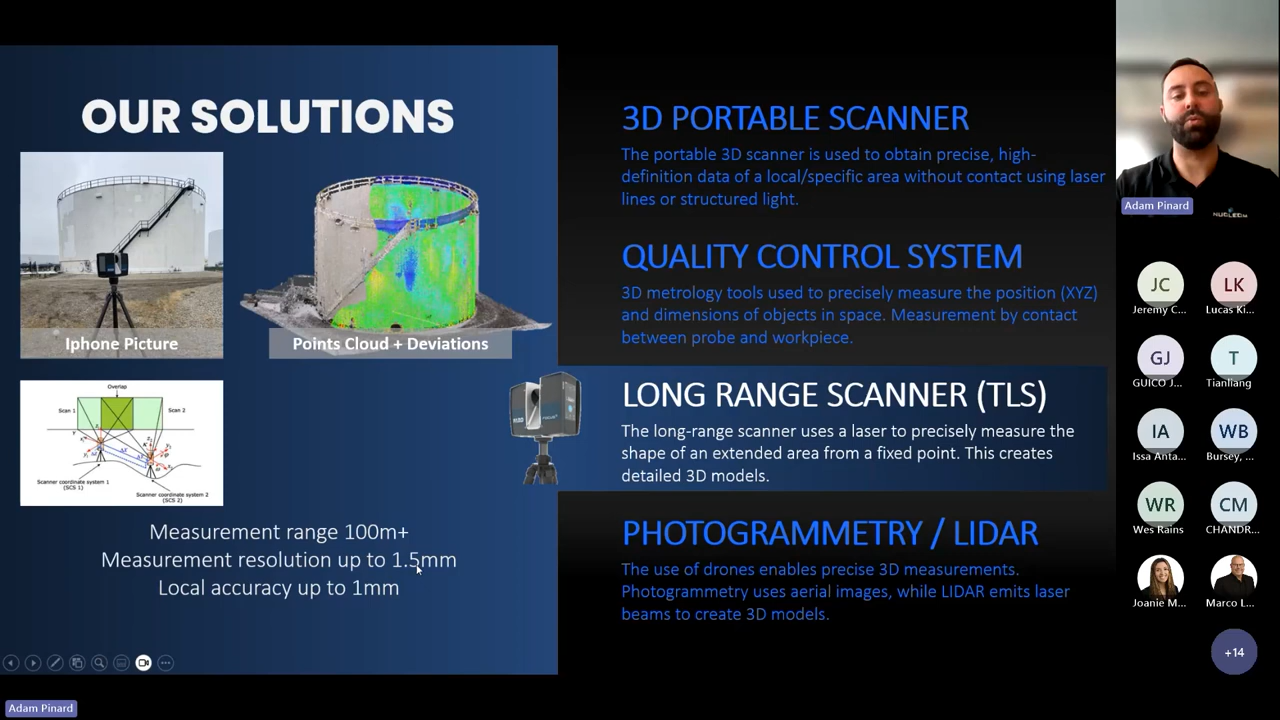 OUR SOLUTIONS
Iphone Picture
Points Cloud + Deviations
Overlap
Scan 1
Scan 2
Scanner coordinate system 1
(SCS 1)
Scanner coordinate system 2
(SCS 2)
Measurement range 100m+
Measurement resolution up to 1.5mm
Local accuracy up to 1mm
3D PORTABLE SCANNER
The portable 3D scanner is used to obtain precise, high-
definition data of a local/specific area without contact using laser
lines or structured light.
QUALITY CONTROL SYSTEM
3D metrology tools used to precisely measure the position (XYZ)
and dimensions of objects in space. Measurement by contact
between probe and workpiece.
LONG RANGE SCANNER (TLS)
The long-range scanner uses a laser to precisely measure the
shape of an extended area from a fixed point. This creates
detailed 3D models.
PHOTOGRAMMETRY / LIDAR
The use of drones enables precise 3D measurements.
Photogrammetry uses aerial images, while LIDAR emits laser
beams to create 3D models.
NUCLEOM
Adam Pinard
JC
Jeremy C...
LK
Lucas Ki...
GJ
GUICO J...
T
Tianliang
IA
Issa Anta...
WB
Bursey, ...
WR
Wes Rains
CM
CHANDR...
Joanie M...
Marco L...
+14
Adam Pinard